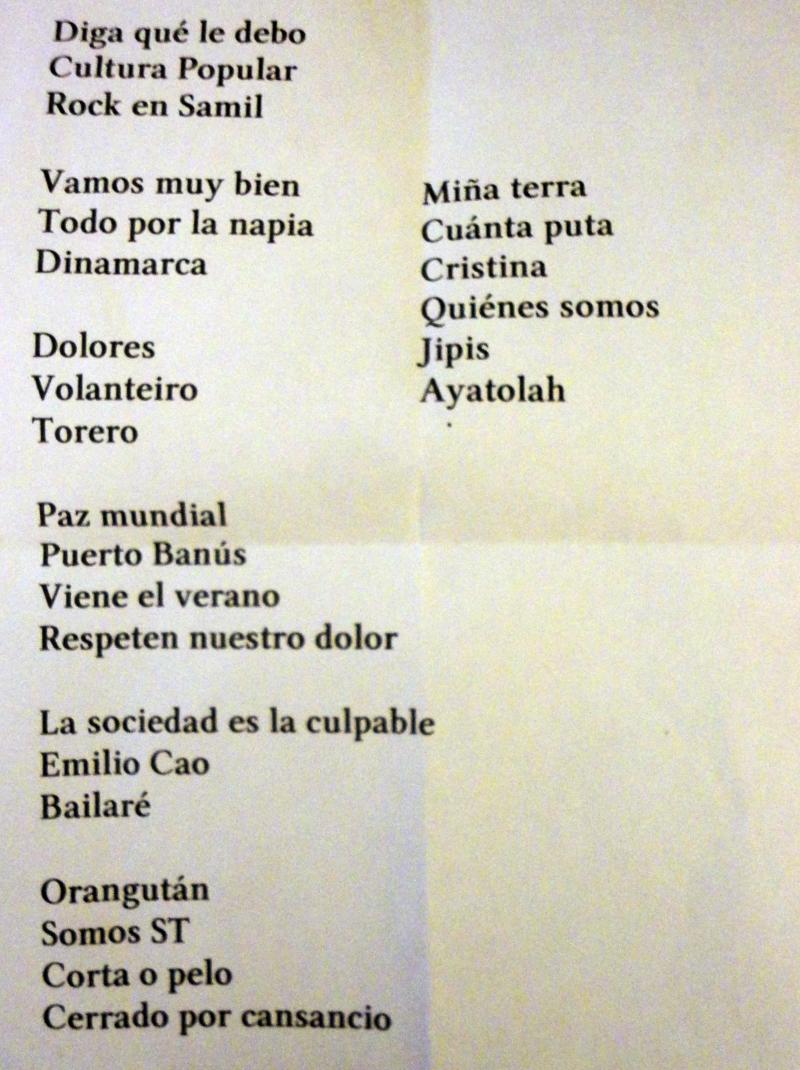 Diga qué le debo
Cultura Popular
Rock en Samil
Vamos muy bien
Todo por la napia
Dinamarca
Dolores
Volanteiro
Torero
Paz mundial
Puerto Banús
Viene el verano
Respeten nuestro dolor
La sociedad es la culpable
Emilio Cao
Bailaré
Orangután
Somos ST
Corta o pelo
Cerrado por cansancio
Miña terra
Cuánta puta
Cristina
Quiénes somos
Jipis
Ayatolah